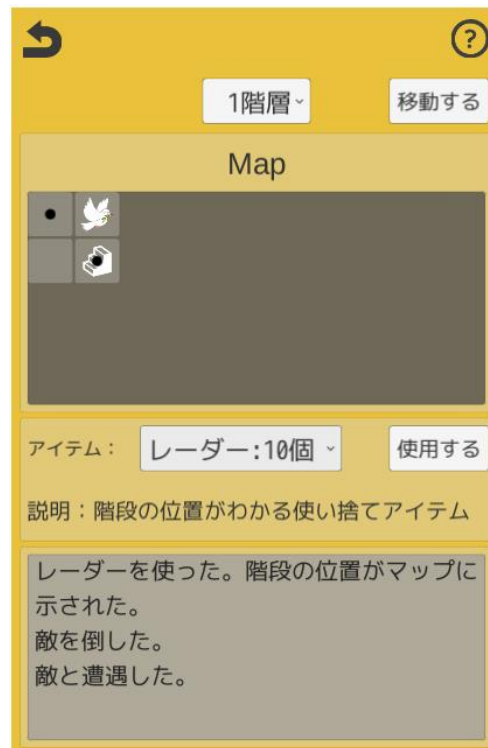 ?
1階層
移動する
Map
アイテム：
レーダー:10個
使用する
説明：階段の位置がわかる使い捨てアイテム
レーダーを使った。階段の位置がマップに
示された。
敵を倒した。
敵と遭遇した。